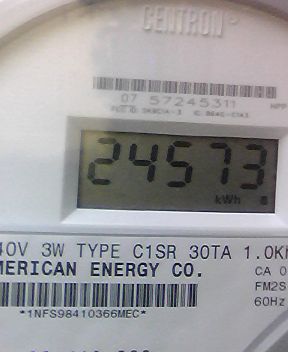 CENTRON
07 57245311
24573
kWh
40V 3W TYPE C1SR 30TA 1.0K
MERICAN ENERGY CO.
CA 0
FM2S
60Hz
*1NFS98410366MEC*